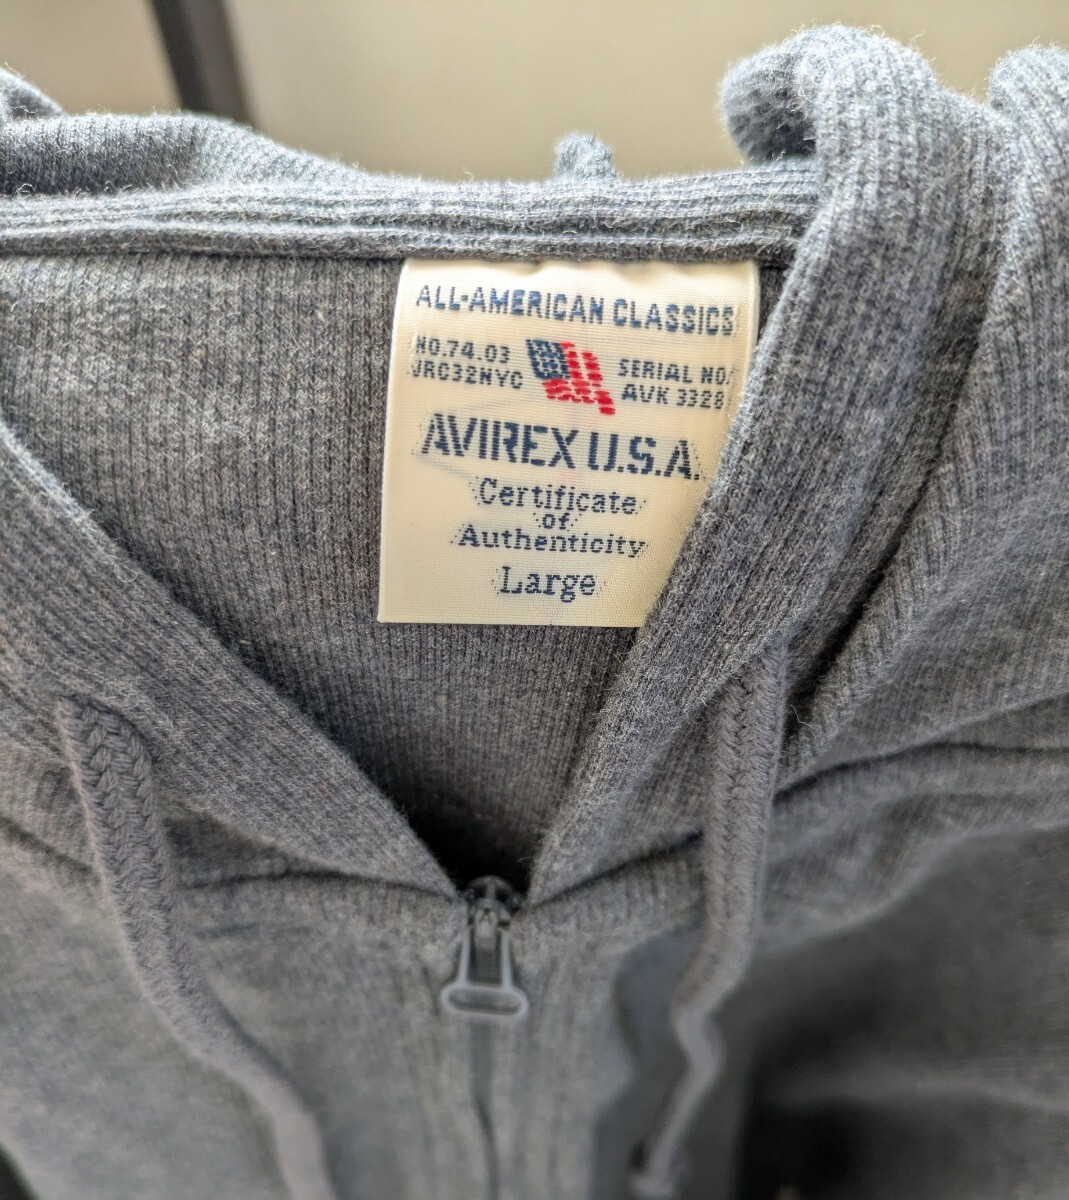 ALL-AMERICAN CLASSICS
NO.74.03
JRC32NYC
SERIAL NO.
AVK 3328
AVIREX U.S.A.
Certificate
of
Authenticity
Large